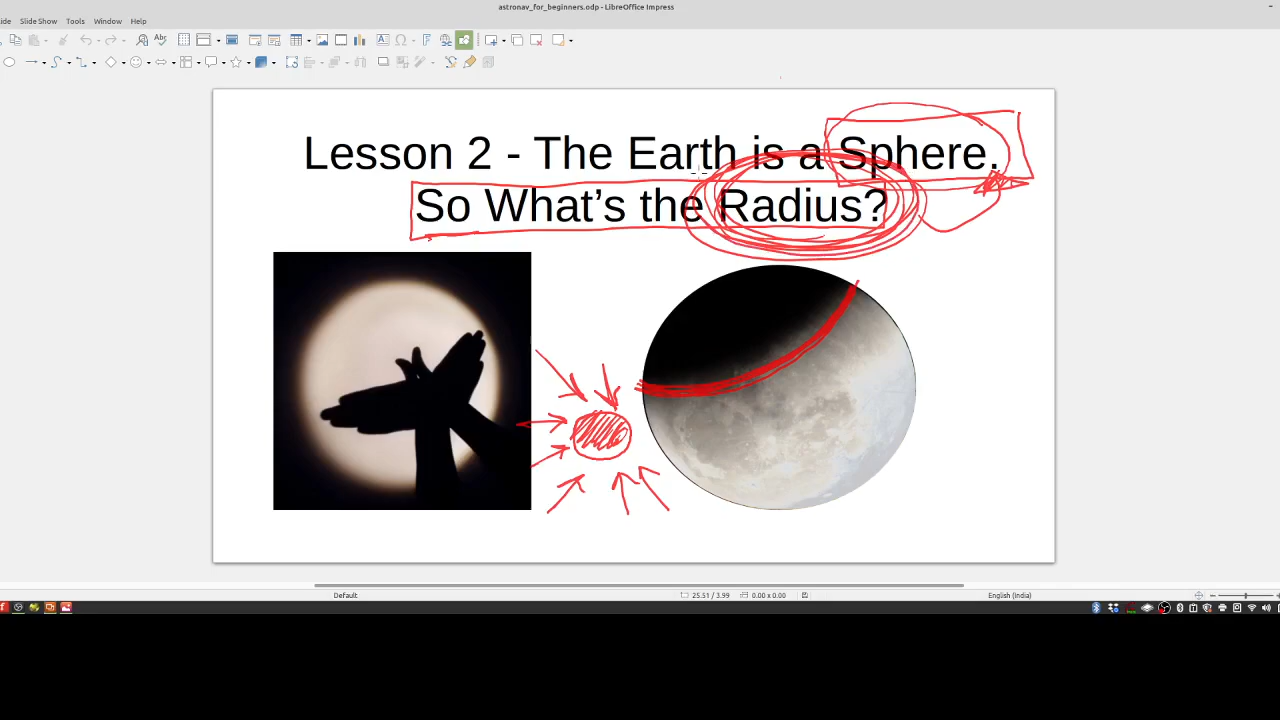 astronav_for_beginners.odp - LibreOffice Impress
Slide Show Tools Window Help
Lesson 2 - The Earth is a Sphere.
So What’s the Radius?
Default
25.51 / 3.99
0.00 x 0.00
English (India)